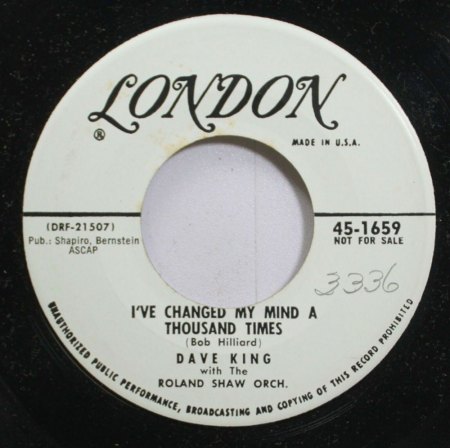 LONDON
®
MADE IN U.S.A.
(DRF-21507)
Pub.: Shapiro, Bernstein
ASCAP
45-1659
NOT FOR SALE
3336
I'VE CHANGED MY MIND A
THOUSAND TIMES
(Bob Hilliard)
DAVE KING
with The
ROLAND SHAW ORCH.
UNAUTHORIZED PUBLIC PERFORMANCE, BROADCASTING AND COPYING OF THIS RECORD PROHIBITED